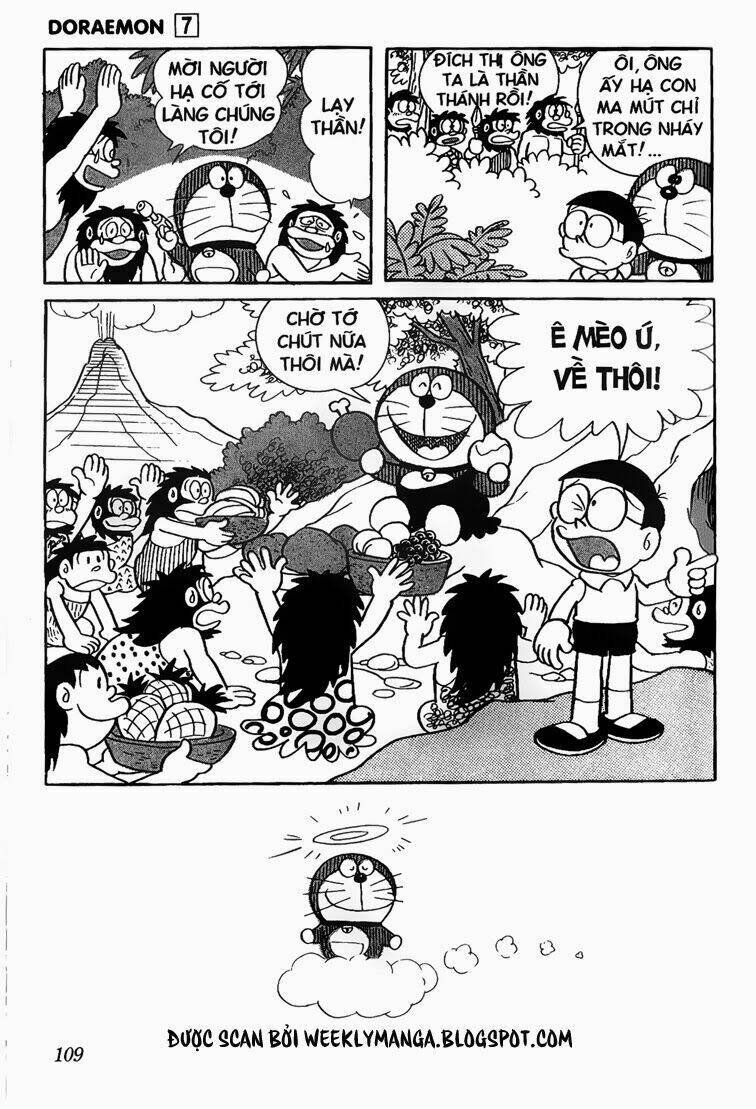 DORAEMON 7
ÔI, ÔNG
ẤY HẠ CON
MA MÚT CHỈ
TRONG NHÁY
MẮT!...
ĐÍCH THỊ ÔNG
TA LÀ THẦN
THÁNH RỒI!
LẠY
THẦN!
MỜI NGƯỜI
HẠ CỐ TỚI
LÀNG CHÚNG
TÔI!
Ê MÈO Ứ,
VỀ THÔI!
CHỜ TỚ
CHÚT NỮA
THÔI MÀ!
ĐƯỢC SCAN BỞI WEEKLYMANGA.BLOGSPOT.COM
109